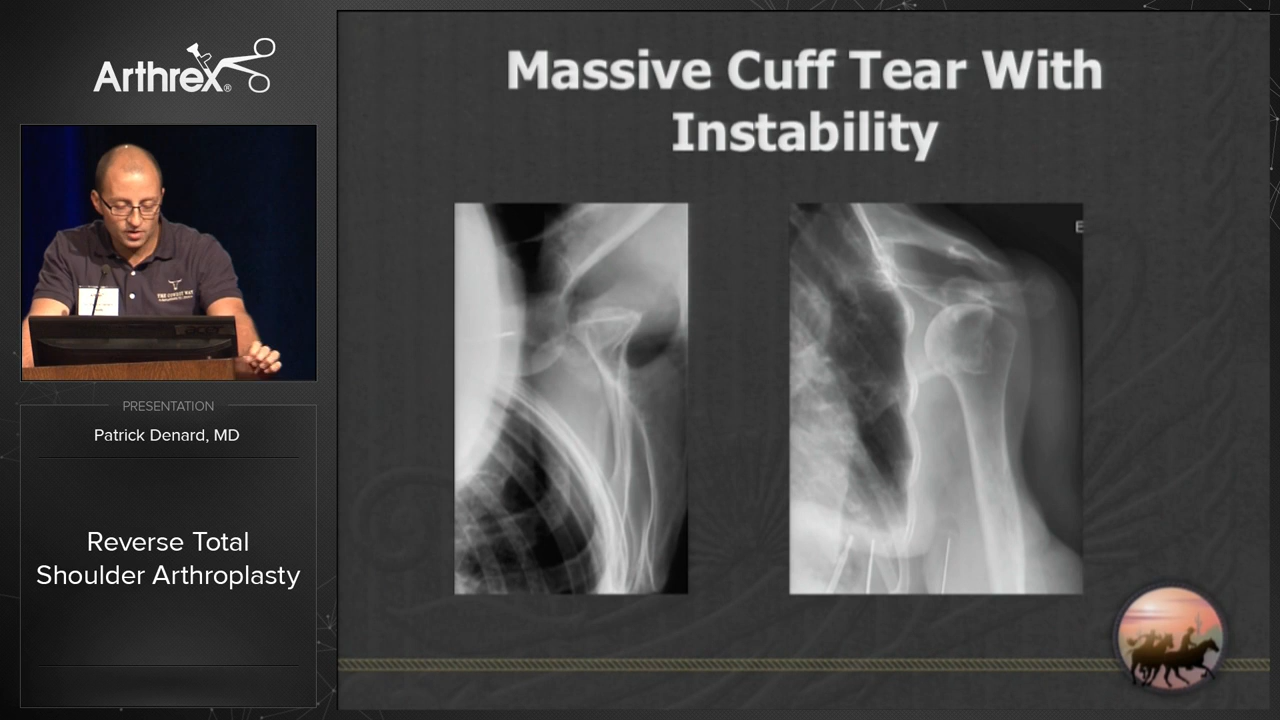 Arthrex®
PRESENTATION
Patrick Denard, MD
Reverse Total
Shoulder Arthroplasty
Massive Cuff Tear With
Instability
E